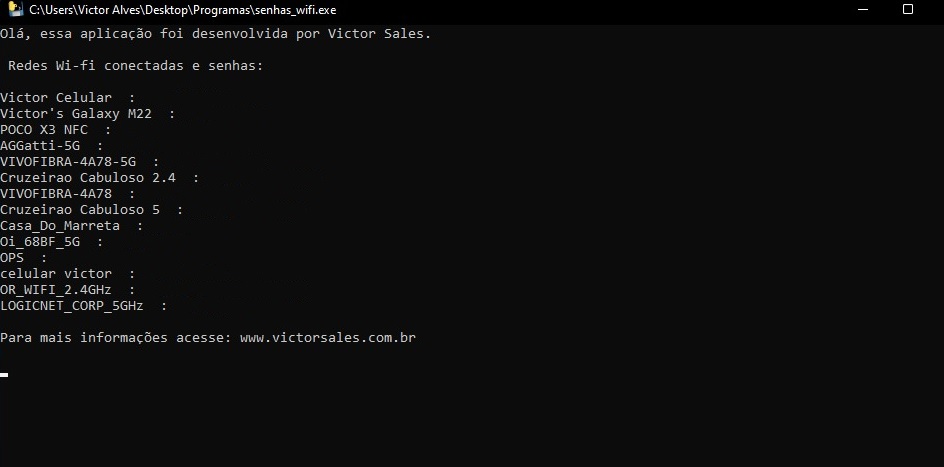 C:\Users\Victor Alves\Desktop\Programas\senhas_wifi.exe
Olá, essa aplicação foi desenvolvida por Victor Sales.
Redes Wi-fi conectadas e senhas:
Victor Celular  :
Victor's Galaxy M22  :
POCO X3 NFC  :
AGGatti-5G  :
VIVOFIBRA-4A78-5G  :
Cruzeirao Cabuloso 2.4  :
VIVOFIBRA-4A78  :
Cruzeirao Cabuloso 5  :
Casa_Do_Marreta  :
Oi_68BF_5G  :
OPS  :
celular victor  :
OR_WIFI_2.4GHz  :
LOGICNET_CORP_5GHz  :
Para mais informações acesse: www.victorsales.com.br